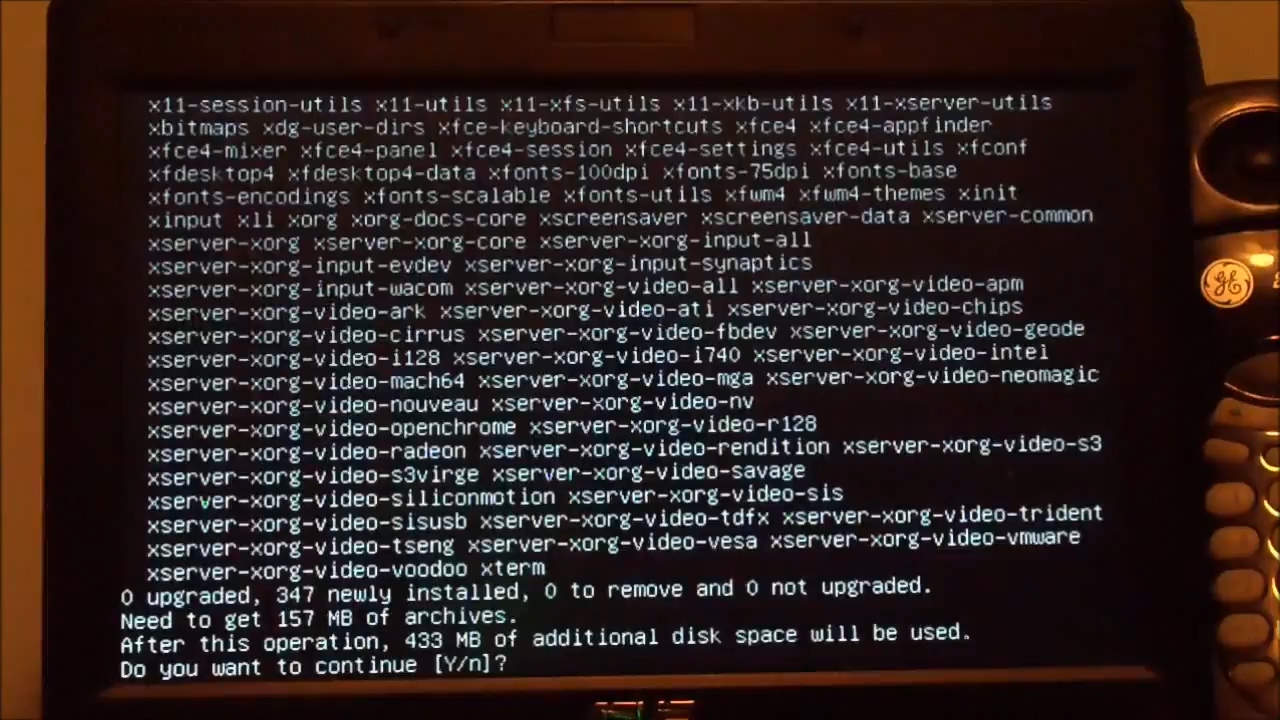 x11-session-utils x11-utils x11-xfs-utils x11-xkb-utils x11-xserver-utils
xbitmaps xdg-user-dirs xfce-keyboard-shortcuts xfce4 xfce4-appfinder
xfce4-mixer xfce4-panel xfce4-session xfce4-settings xfce4-utils xfconf
xfdesktop4 xfdesktop4-data xfonts-100dpi xfonts-75dpi xfonts-base
xfonts-encodings xfonts-scalable xfonts-utils xfwm4 xfwm4-themes xinit
xinput xli xorg xorg-docs-core xscreensaver xscreensaver-data xserver-common
xserver-xorg xserver-xorg-core xserver-xorg-input-all
xserver-xorg-input-evdev xserver-xorg-input-synaptics
xserver-xorg-input-wacom xserver-xorg-video-all xserver-xorg-video-apm
xserver-xorg-video-ark xserver-xorg-video-ati xserver-xorg-video-chips
xserver-xorg-video-cirrus xserver-xorg-video-fbdev xserver-xorg-video-geode
xserver-xorg-video-i128 xserver-xorg-video-i740 xserver-xorg-video-intel
xserver-xorg-video-mach64 xserver-xorg-video-mga xserver-xorg-video-neomagic
xserver-xorg-video-nouveau xserver-xorg-video-nv
xserver-xorg-video-openchrome xserver-xorg-video-r128
xserver-xorg-video-radeon xserver-xorg-video-rendition xserver-xorg-video-s3
xserver-xorg-video-s3virge xserver-xorg-video-savage
xserver-xorg-video-siliconmotion xserver-xorg-video-sis
xserver-xorg-video-sisusb xserver-xorg-video-tdfx xserver-xorg-video-trident
xserver-xorg-video-tseng xserver-xorg-video-vesa xserver-xorg-video-vmware
xserver-xorg-video-voodoo xterm
0 upgraded, 347 newly installed, 0 to remove and 0 not upgraded.
Need to get 157 MB of archives.
After this operation, 433 MB of additional disk space will be used.
Do you want to continue [Y/n]?
GE